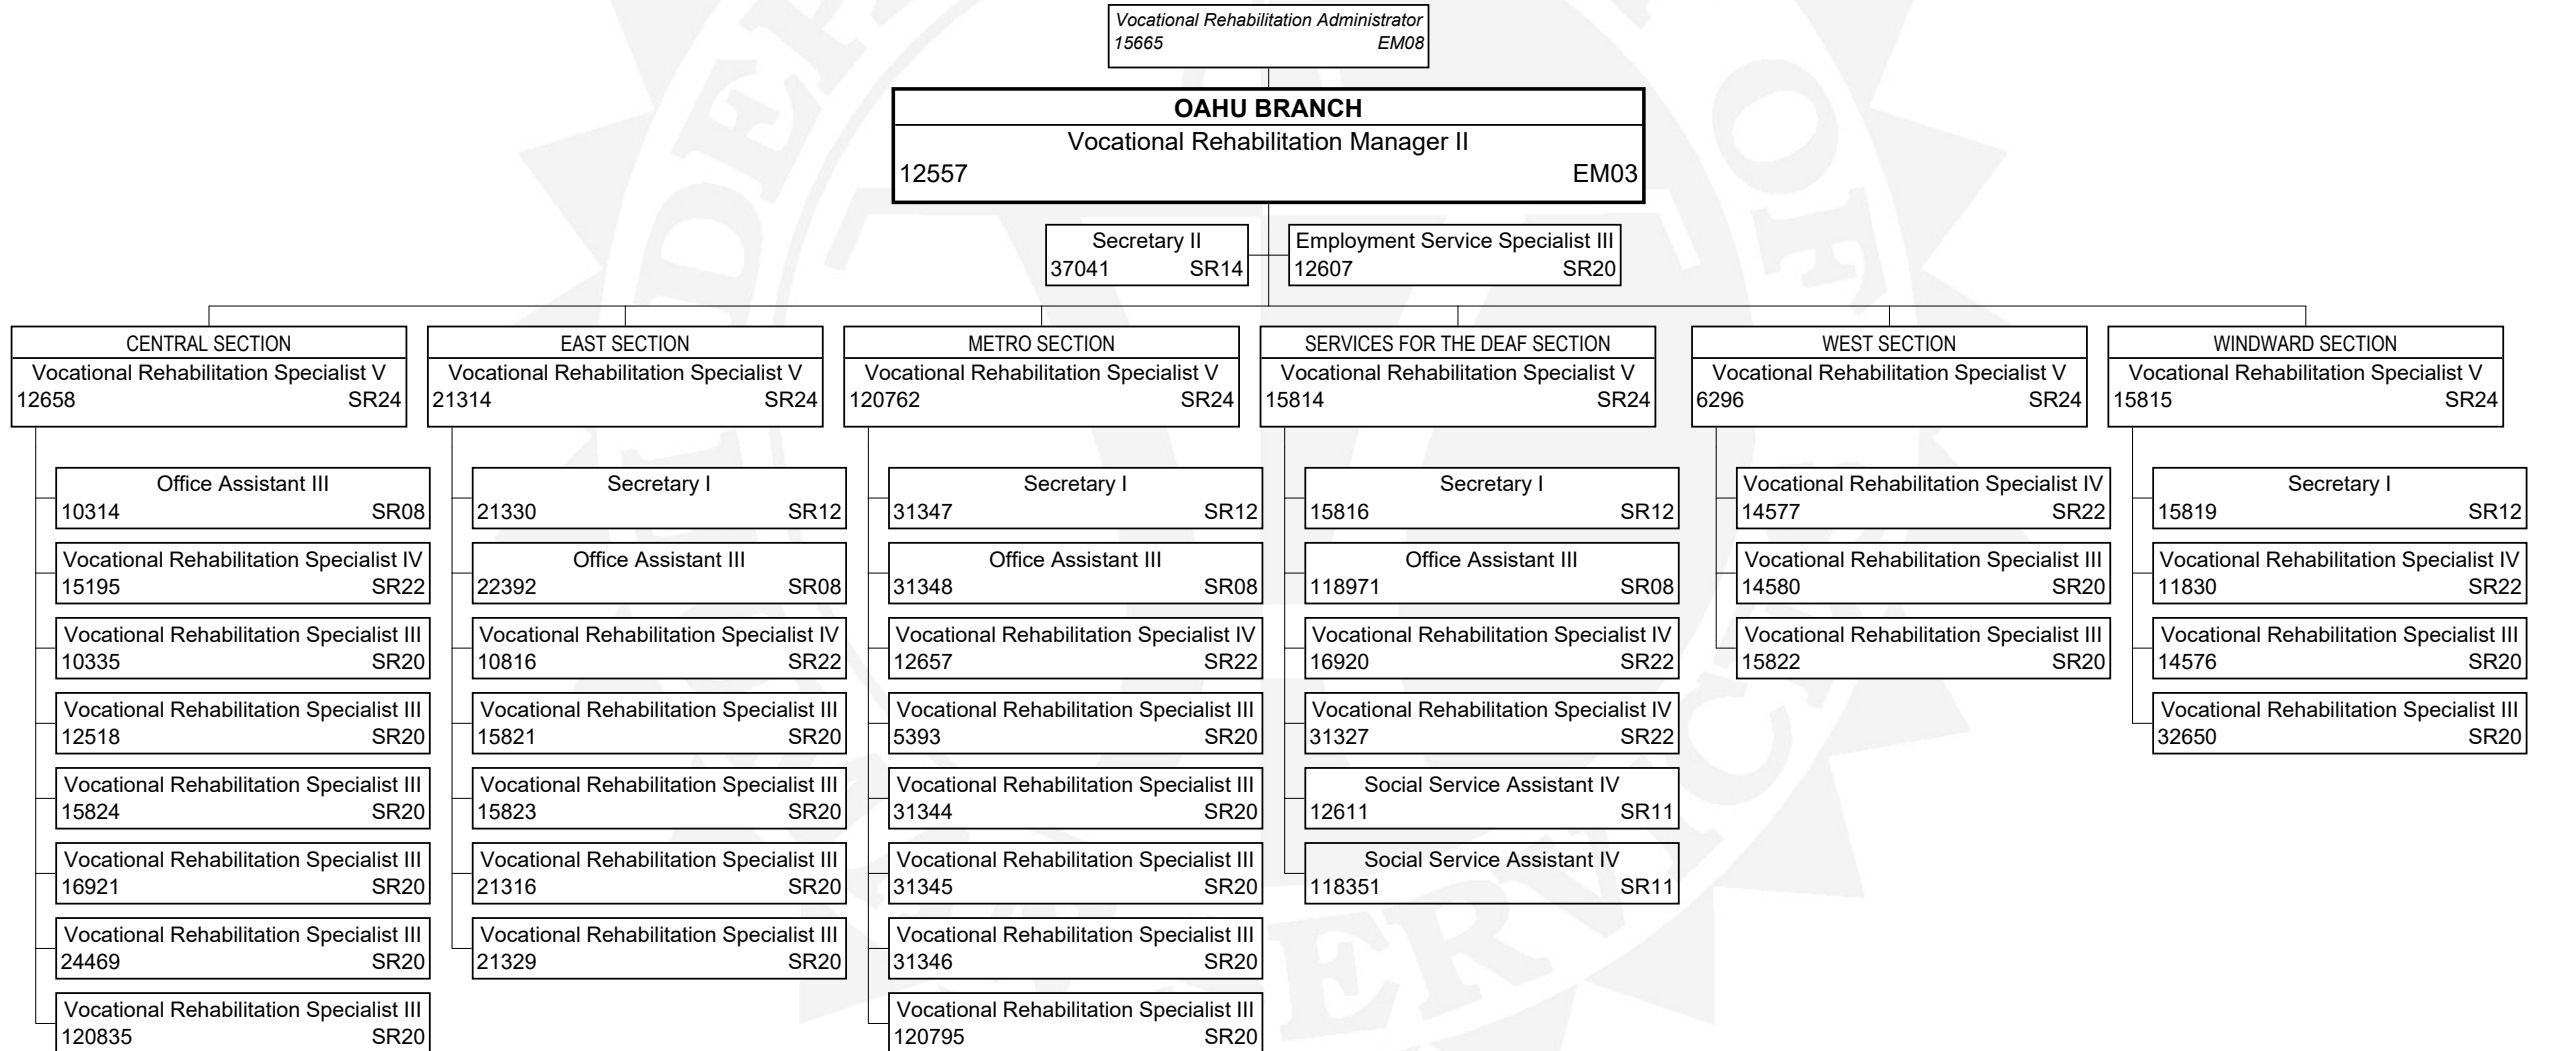 Vocational Rehabilitation Administrator
15665 EM08
OAHU BRANCH
Vocational Rehabilitation Manager II
12557 EM03
Secretary II
37041 SR14
Employment Service Specialist III
12607 SR20
CENTRAL SECTION
Vocational Rehabilitation Specialist V
12658 SR24
Office Assistant III
10314 SR08
Vocational Rehabilitation Specialist IV
15195 SR22
Vocational Rehabilitation Specialist III
10335 SR20
Vocational Rehabilitation Specialist III
12518 SR20
Vocational Rehabilitation Specialist III
15824 SR20
Vocational Rehabilitation Specialist III
16921 SR20
Vocational Rehabilitation Specialist III
24469 SR20
Vocational Rehabilitation Specialist III
120835 SR20
EAST SECTION
Vocational Rehabilitation Specialist V
21314 SR24
Secretary I
21330 SR12
Office Assistant III
22392 SR08
Vocational Rehabilitation Specialist IV
10816 SR22
Vocational Rehabilitation Specialist III
15821 SR20
Vocational Rehabilitation Specialist III
15823 SR20
Vocational Rehabilitation Specialist III
21316 SR20
Vocational Rehabilitation Specialist III
21329 SR20
METRO SECTION
Vocational Rehabilitation Specialist V
120762 SR24
Secretary I
31347 SR12
Office Assistant III
31348 SR08
Vocational Rehabilitation Specialist IV
12657 SR22
Vocational Rehabilitation Specialist III
5393 SR20
Vocational Rehabilitation Specialist III
31344 SR20
Vocational Rehabilitation Specialist III
31345 SR20
Vocational Rehabilitation Specialist III
31346 SR20
Vocational Rehabilitation Specialist III
120795 SR20
SERVICES FOR THE DEAF SECTION
Vocational Rehabilitation Specialist V
15814 SR24
Secretary I
15816 SR12
Office Assistant III
118971 SR08
Vocational Rehabilitation Specialist IV
16920 SR22
Vocational Rehabilitation Specialist IV
31327 SR22
Social Service Assistant IV
12611 SR11
Social Service Assistant IV
118351 SR11
WEST SECTION
Vocational Rehabilitation Specialist V
6296 SR24
Vocational Rehabilitation Specialist IV
14577 SR22
Vocational Rehabilitation Specialist III
14580 SR20
Vocational Rehabilitation Specialist III
15822 SR20
WINDWARD SECTION
Vocational Rehabilitation Specialist V
15815 SR24
Secretary I
15819 SR12
Vocational Rehabilitation Specialist IV
11830 SR22
Vocational Rehabilitation Specialist III
14576 SR20
Vocational Rehabilitation Specialist III
32650 SR20